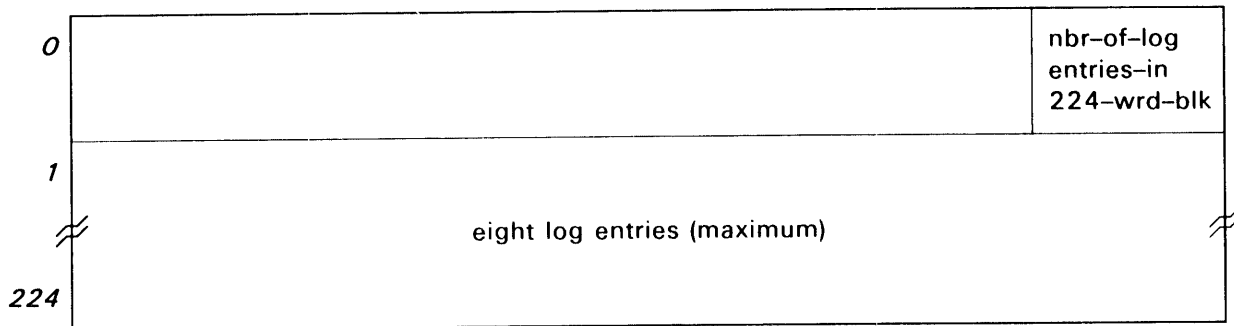 0
nbr–of–log
entries–in
224–wrd–blk
1
eight log entries (maximum)
224